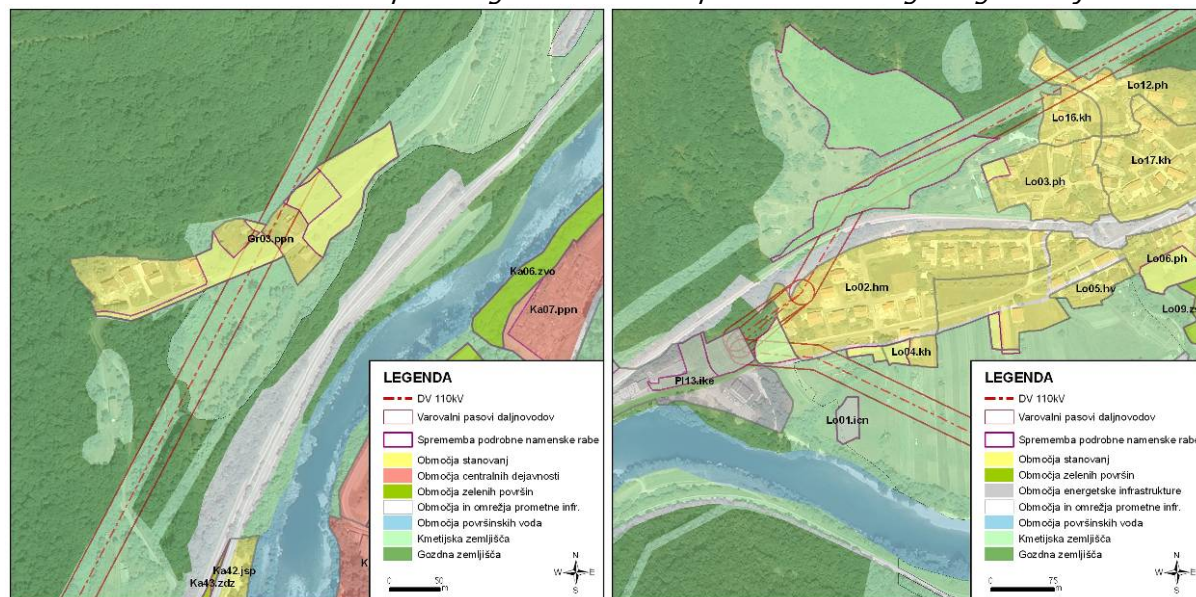 Gr03.ppn
Ka06.zvo
Ka07.ppn
Ka42.jsp
Ka43.zdz
LEGENDA
DV 110kV
Varovalni pasovi daljnovodov
Sprememba podrobne namenske rabe
Območja stanovanj
Območja centralnih dejavnosti
Območja zelenih površin
Območja in omrežja prometne infr.
Območja površinskih voda
Kmetijska zemljišča
Gozdna zemljišča
0 50 m
N
W E
S
Lo12.ph
Lo16.kh
Lo17.kh
Lo03.ph
Lo06.ph
Lo02.hm
Lo05.hv
Lo04.kh
Pl13.ike
Lo01.icn
LEGENDA
DV 110kV
Varovalni pasovi daljnovodov
Sprememba podrobne namenske rabe
Območja stanovanj
Območja zelenih površin
Območja energetske infrastrukture
Območja in omrežja prometne infr.
Območja površinskih voda
Kmetijska zemljišča
Gozdna zemljišča
0 75 m
N
W E
S